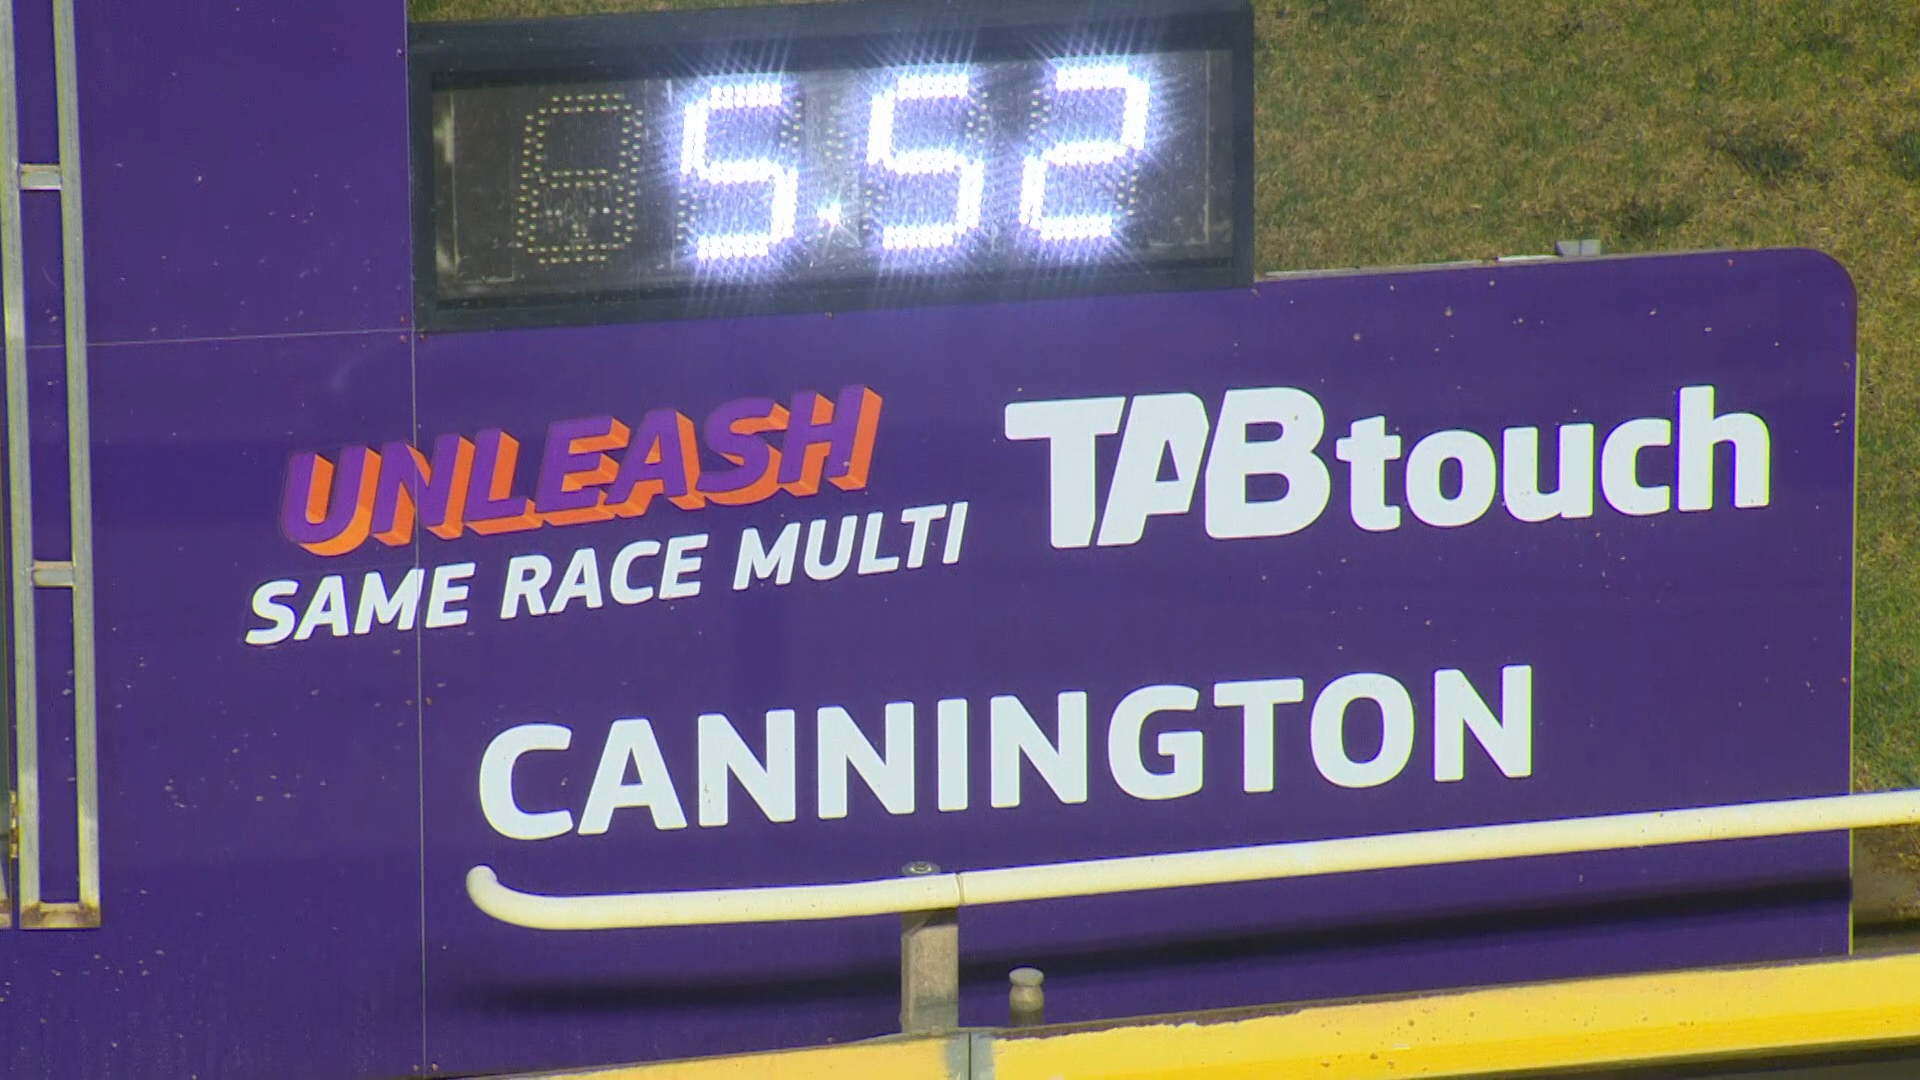 5.52
UNLEASH
SAME RACE MULTI
TABtouch
CANNINGTON